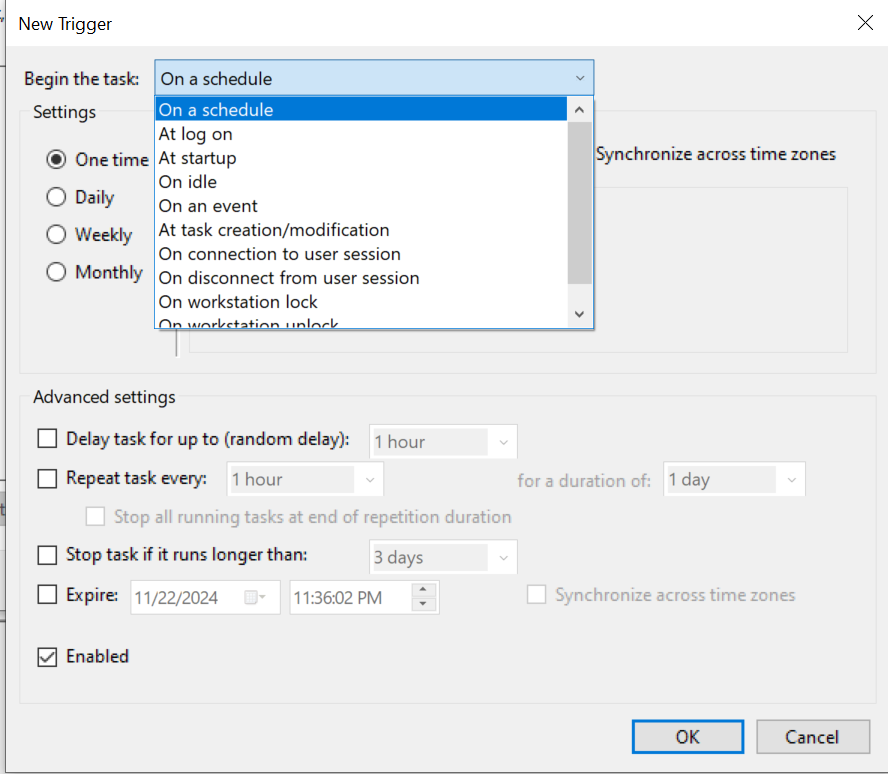 New Trigger
Begin the task: On a schedule
On a schedule
At log on
At startup
On idle
On an event
At task creation/modification
On connection to user session
On disconnect from user session
On workstation lock
On workstation unlock
Settings
One time
Daily
Weekly
Monthly
Synchronize across time zones
Advanced settings
Delay task for up to (random delay): 1 hour
Repeat task every: 1 hour for a duration of: 1 day
Stop all running tasks at end of repetition duration
Stop task if it runs longer than: 3 days
Expire: 11/22/2024 11:36:02 PM Synchronize across time zones
Enabled
OK Cancel